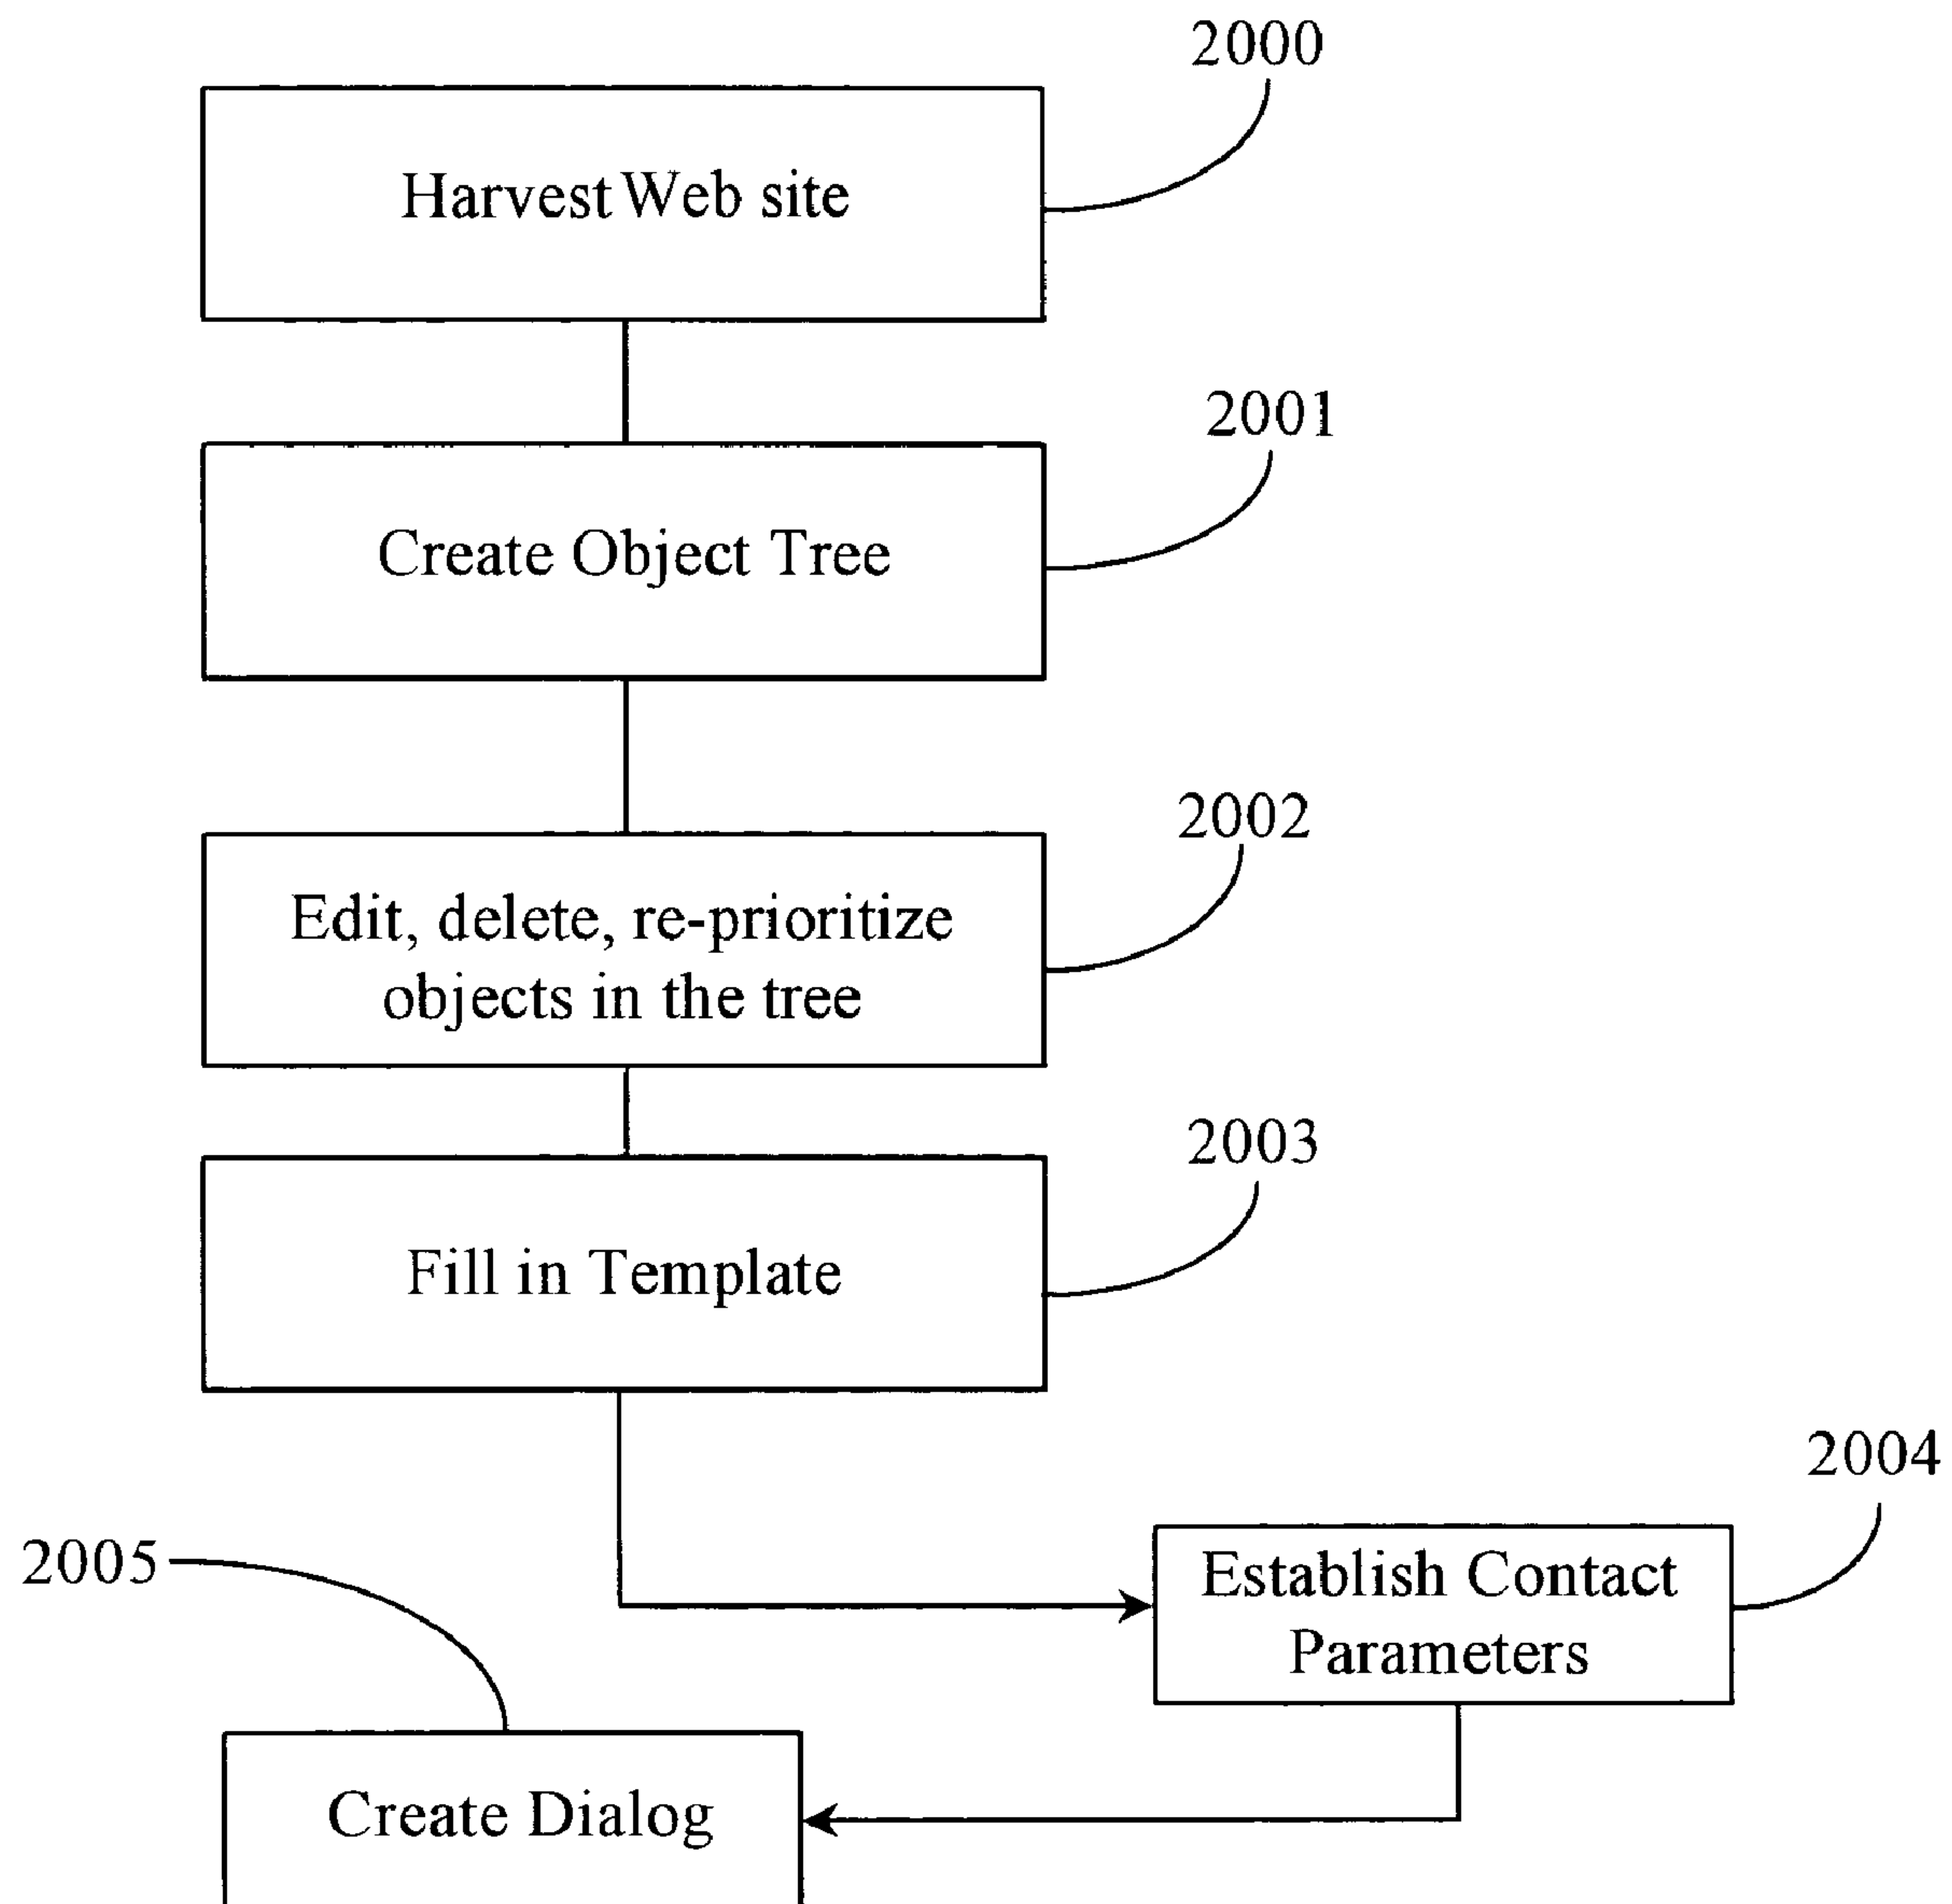 2000
Harvest Web site
2001
Create Object Tree
2002
Edit, delete, re-prioritize
objects in the tree
2003
Fill in Template
2004
Establish Contact
Parameters
2005
Create Dialog